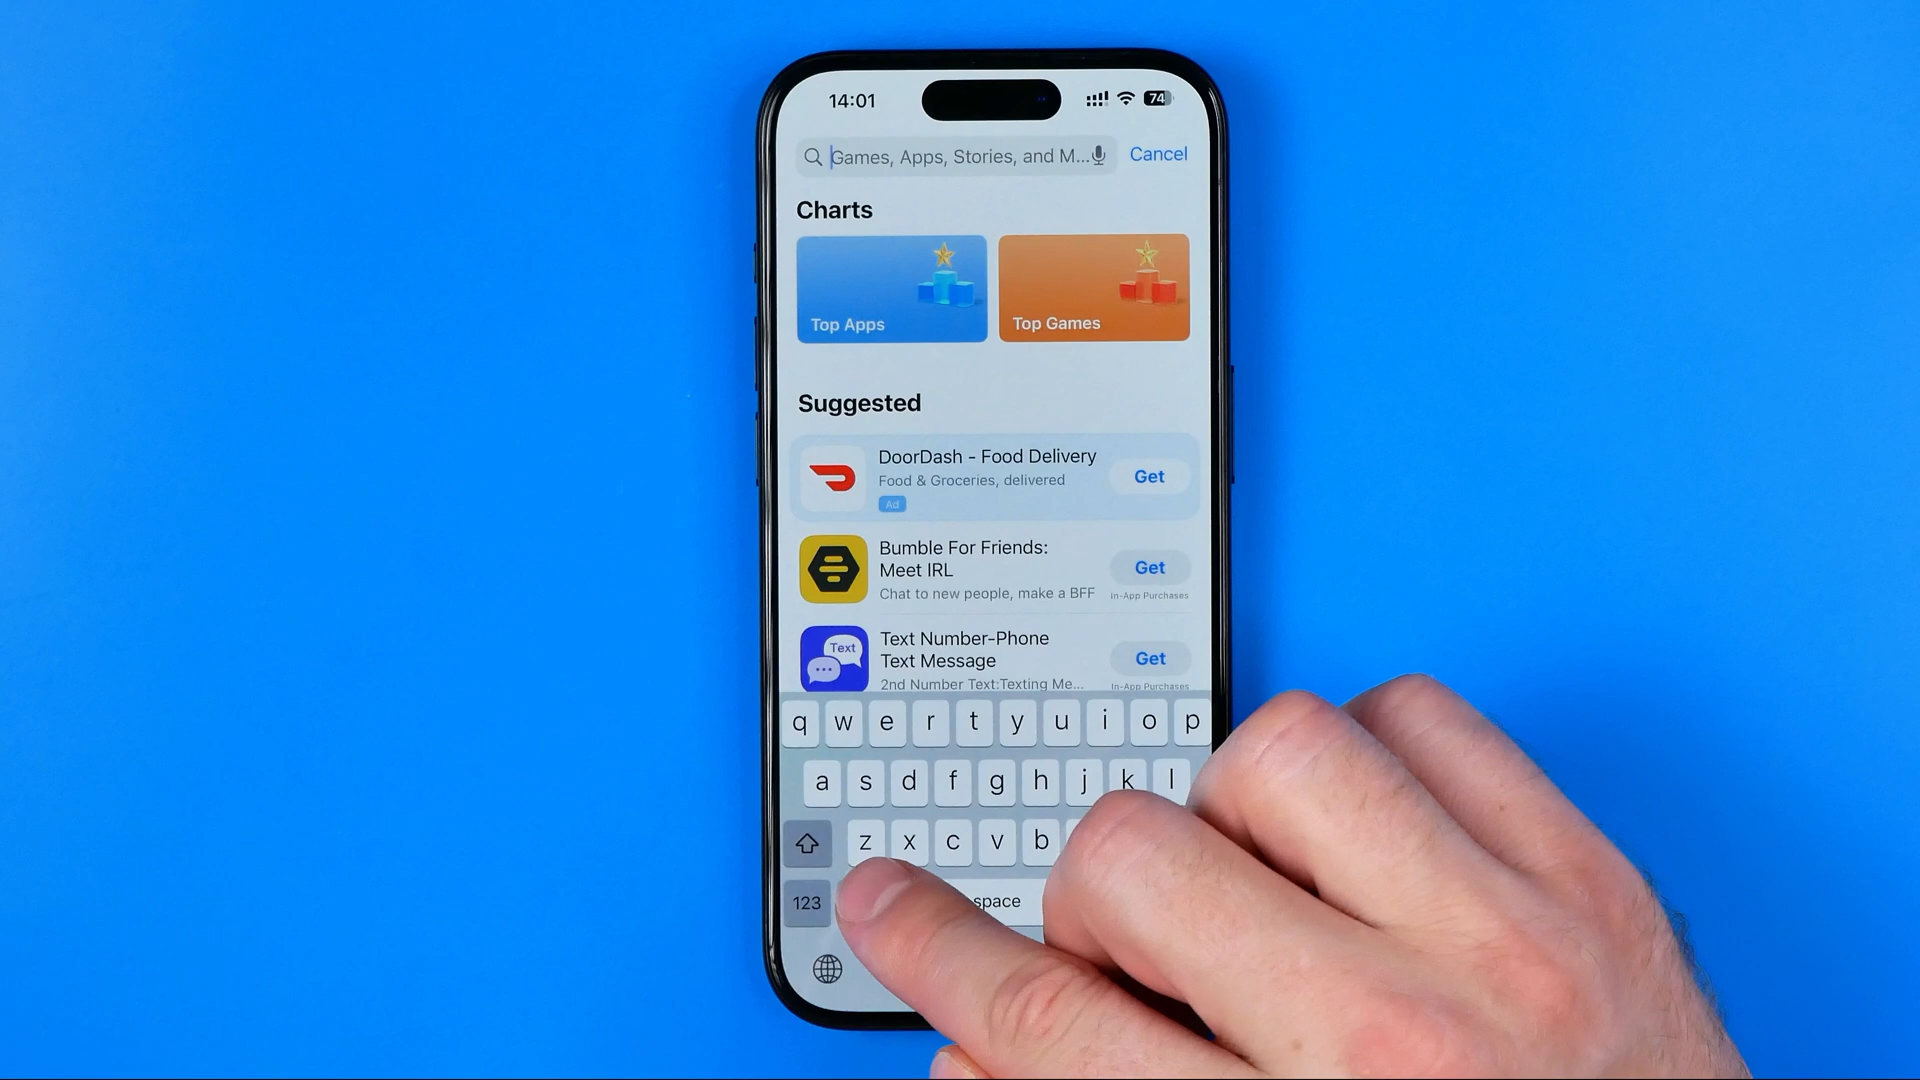 14:01
74
Games, Apps, Stories, and M...
Cancel
Charts
Top Apps
Top Games
Suggested
DoorDash - Food Delivery
Food & Groceries, delivered
Ad
Get
Bumble For Friends:
Meet IRL
Chat to new people, make a BFF
Get
In-App Purchases
Text
Text Number-Phone
Text Message
2nd Number Text:Texting Me...
Get
In-App Purchases
q w e r t y u i o p
a s d f g h j k l
z x c v b
123
space